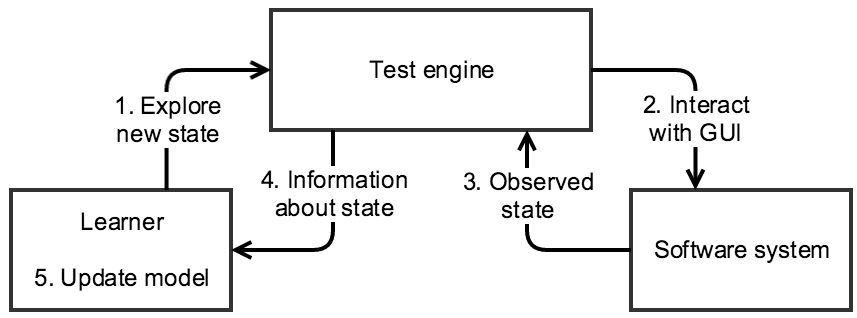 Test engine
1. Explore
new state
2. Interact
with GUI
4. Information
about state
3. Observed
state
Learner
5. Update model
Software system